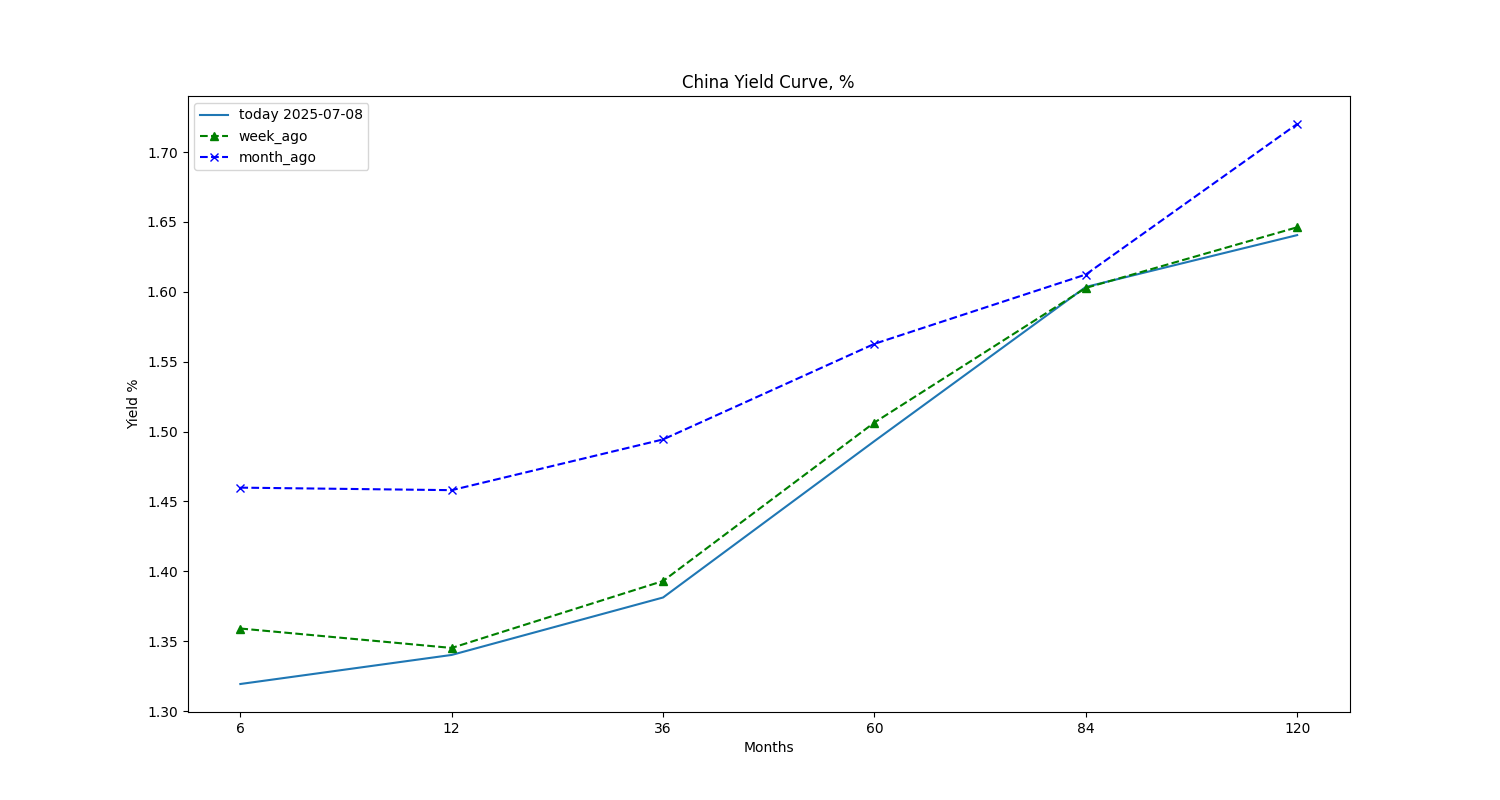 China Yield Curve, %
today 2025-07-08
week_ago
month_ago
1.70
1.65
1.60
1.55
1.50
1.45
1.40
1.35
1.30
Yield %
6 12 36 60 84 120
Months